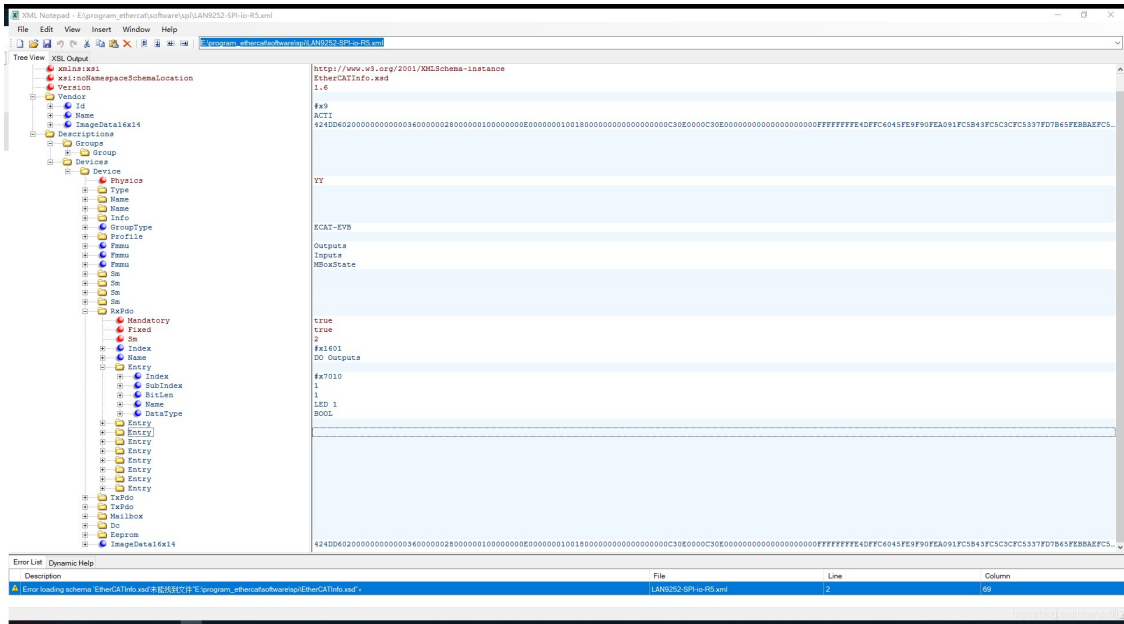 XML Notepad - E:\program_ethercat\software\spi\LAN9252-SPI-io-R5.xml
File Edit View Insert Window Help
E:\program_ethercat\software\spi\LAN9252-SPI-io-R5.xml
Tree View XSL Output
xmlns:xsi http://www.w3.org/2001/XMLSchema-instance
xsi:noNamespaceSchemaLocation EtherCATInfo.xsd
Version 1.6
Vendor
Id #x9
Name ACTI
ImageData16x14
Descriptions
Groups
Group
Devices
Device
Physics YY
Type
Name
Name
Info
GroupType ECAT-EVB
Profile
Fmmu Outputs
Fmmu Inputs
Fmmu MBoxState
Sm
Sm
Sm
Sm
RxPdo
Mandatory true
Fixed true
Sm 2
Index #x1601
Name DO Outputs
Entry
Index #x7010
SubIndex 1
BitLen 1
Name LED 1
DataType BOOL
Entry
Entry
Entry
Entry
Entry
Entry
Entry
Entry
TxPdo
TxPdo
Mailbox
Dc
Eeprom
ImageData16x14
Error List Dynamic Help
Description File Line Column
Error loading schema 'EtherCATInfo.xsd'未能找到文件"E:\program_ethercat\software\spi\EtherCATInfo.xsd"。 LAN9252-SPI-io-R5.xml 2 69